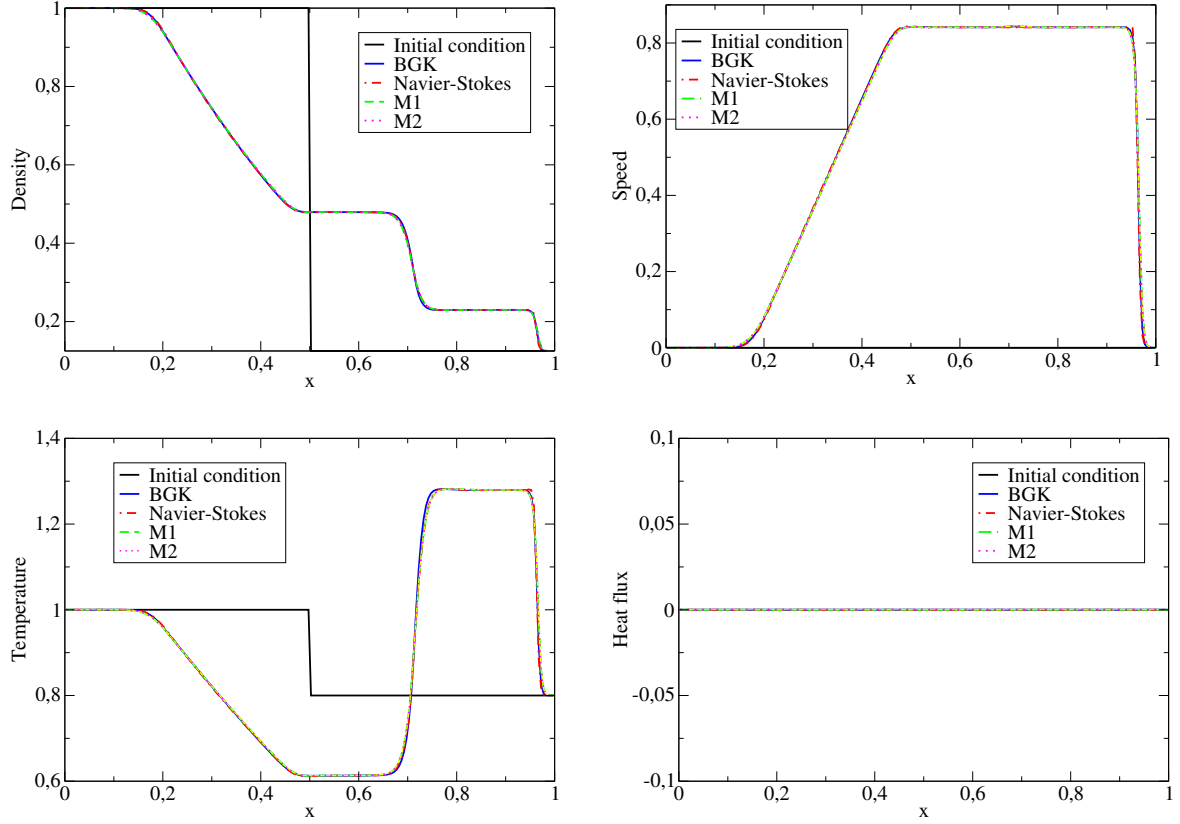 1
0,8
0,6
0,4
0,2
Density
0
0,2
0,4
0,6
0,8
1
x
Initial condition
BGK
Navier-Stokes
M1
M2
0,8
0,6
0,4
0,2
0
Speed
0
0,2
0,4
0,6
0,8
1
x
Initial condition
BGK
Navier-Stokes
M1
M2
1,4
1,2
1
0,8
0,6
Temperature
0
0,2
0,4
0,6
0,8
1
x
Initial condition
BGK
Navier-Stokes
M1
M2
0,1
0,05
0
-0,05
-0,1
Heat flux
0
0,2
0,4
0,6
0,8
1
x
Initial condition
BGK
Navier-Stokes
M1
M2